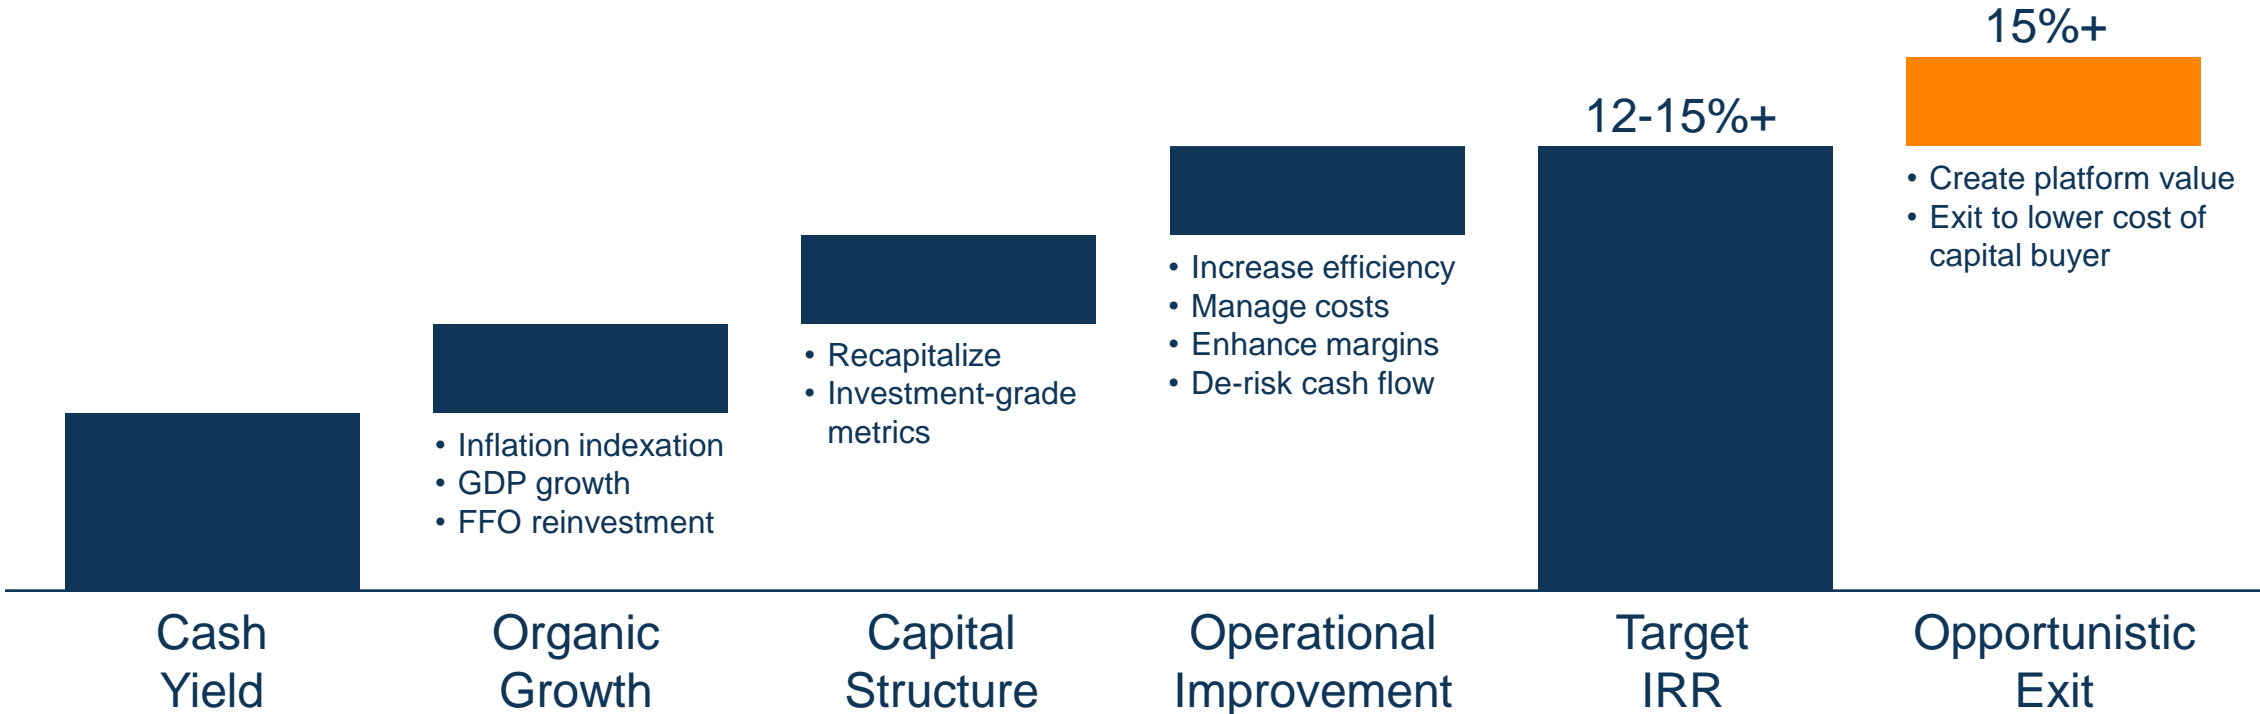 15%+
12-15%+
• Create platform value
• Exit to lower cost of
capital buyer
• Increase efficiency
• Manage costs
• Enhance margins
• De-risk cash flow
• Recapitalize
• Investment-grade
metrics
• Inflation indexation
• GDP growth
• FFO reinvestment
Cash
Yield
Organic
Growth
Capital
Structure
Operational
Improvement
Target
IRR
Opportunistic
Exit